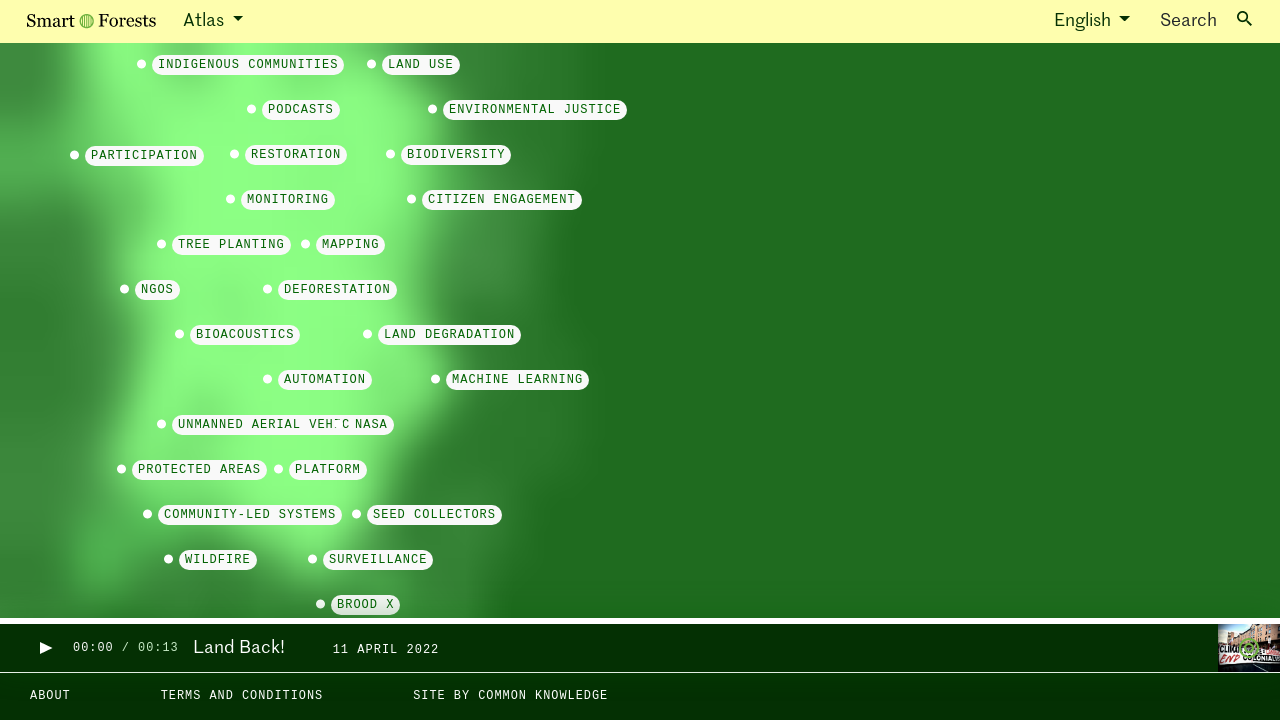 Smart Forests Atlas English Search
INDIGENOUS COMMUNITIES LAND USE
PODCASTS ENVIRONMENTAL JUSTICE
PARTICIPATION RESTORATION BIODIVERSITY
MONITORING CITIZEN ENGAGEMENT
TREE PLANTING MAPPING
NGOS DEFORESTATION
BIOACOUSTICS LAND DEGRADATION
AUTOMATION MACHINE LEARNING
UNMANNED AERIAL NASA
PROTECTED AREAS PLATFORM
COMMUNITY-LED SYSTEMS SEED COLLECTORS
WILDFIRE SURVEILLANCE
BROOD X
00:00 / 00:13 Land Back! 11 APRIL 2022
END
ABOUT TERMS AND CONDITIONS SITE BY COMMON KNOWLEDGE